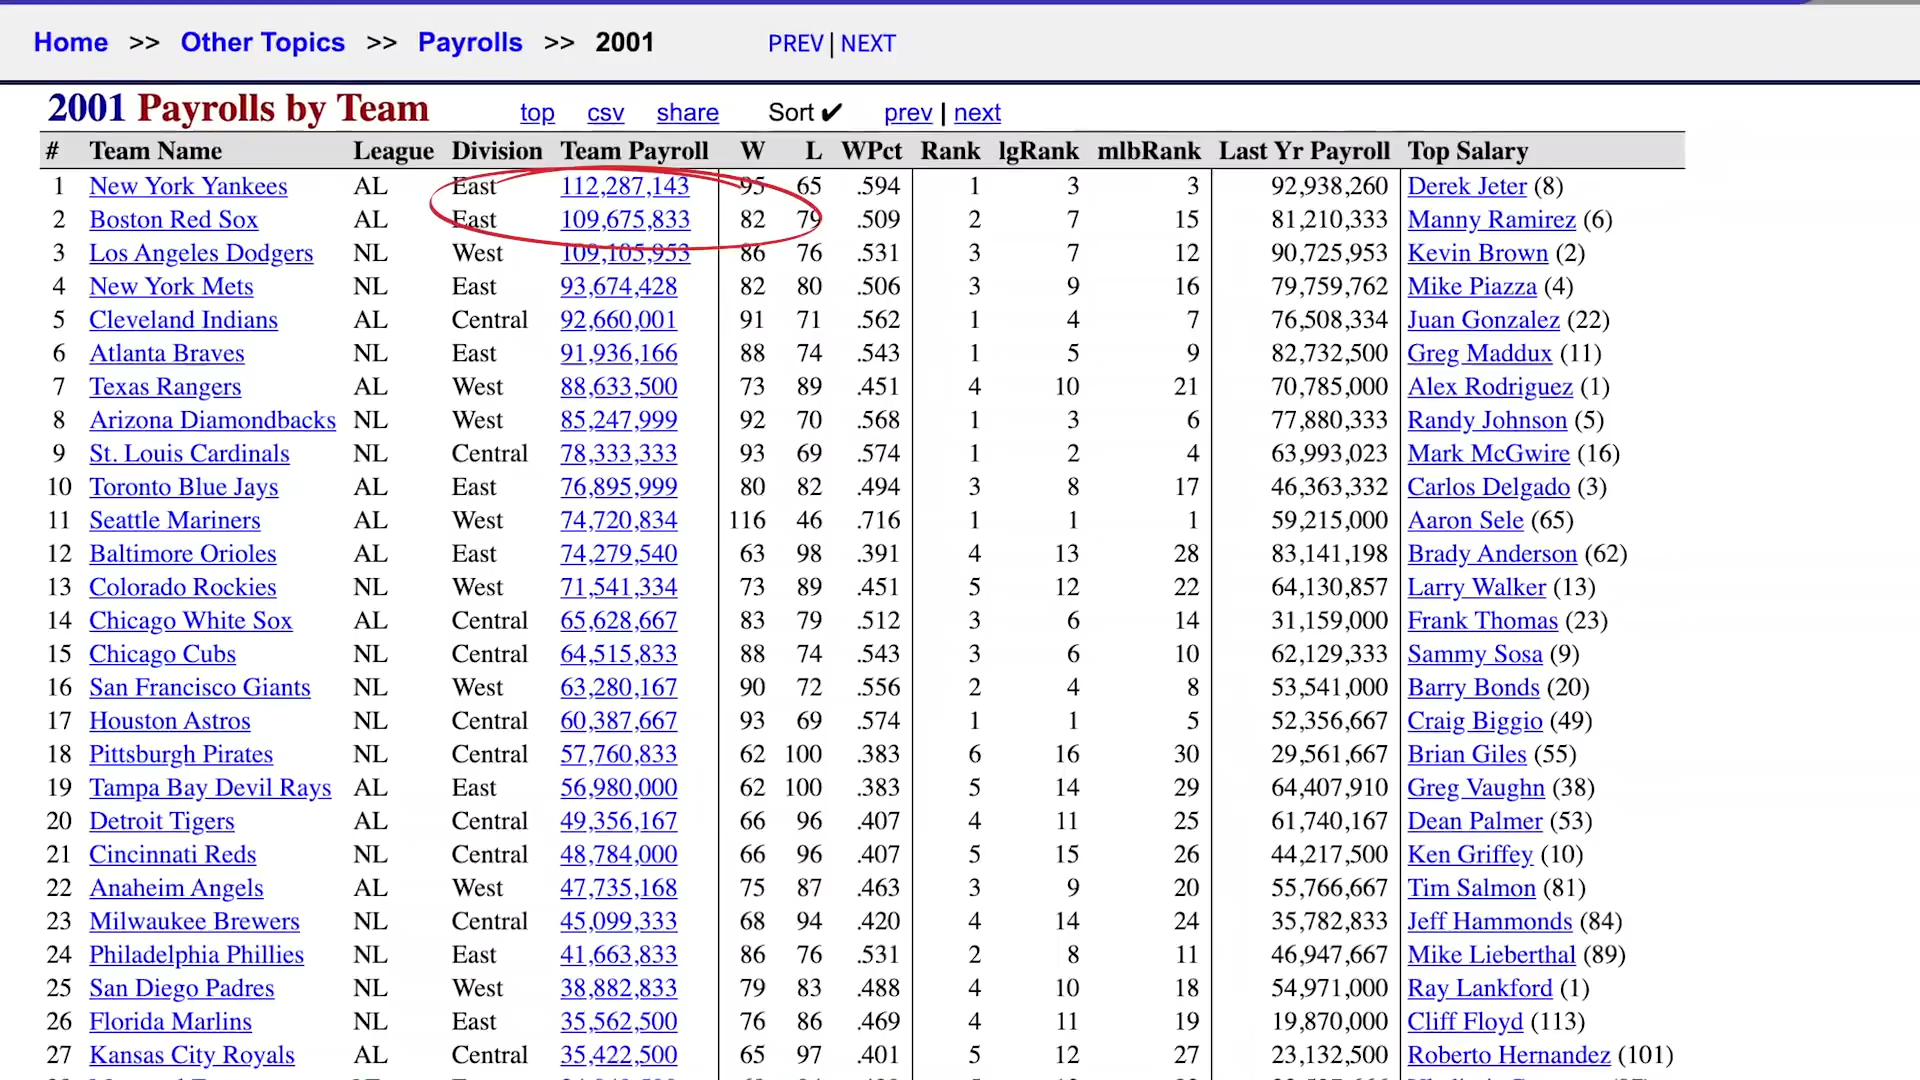 Home >> Other Topics >> Payrolls >> 2001 PREV | NEXT
2001 Payrolls by Team top csv share Sort ✔ prev | next
# Team Name League Division Team Payroll W L WPct Rank lgRank mlbRank Last Yr Payroll Top Salary
1 New York Yankees AL East 112,287,143 95 65 .594 1 3 3 92,938,260 Derek Jeter (8)
2 Boston Red Sox AL East 109,675,833 82 79 .509 2 7 15 81,210,333 Manny Ramirez (6)
3 Los Angeles Dodgers NL West 109,105,953 86 76 .531 3 7 12 90,725,953 Kevin Brown (2)
4 New York Mets NL East 93,674,428 82 80 .506 3 9 16 79,759,762 Mike Piazza (4)
5 Cleveland Indians AL Central 92,660,001 91 71 .562 1 4 7 76,508,334 Juan Gonzalez (22)
6 Atlanta Braves NL East 91,936,166 88 74 .543 1 5 9 82,732,500 Greg Maddux (11)
7 Texas Rangers AL West 88,633,500 73 89 .451 4 10 21 70,785,000 Alex Rodriguez (1)
8 Arizona Diamondbacks NL West 85,247,999 92 70 .568 1 3 6 77,880,333 Randy Johnson (5)
9 St. Louis Cardinals NL Central 78,333,333 93 69 .574 1 2 4 63,993,023 Mark McGwire (16)
10 Toronto Blue Jays AL East 76,895,999 80 82 .494 3 8 17 46,363,332 Carlos Delgado (3)
11 Seattle Mariners AL West 74,720,834 116 46 .716 1 1 1 59,215,000 Aaron Sele (65)
12 Baltimore Orioles AL East 74,279,540 63 98 .391 4 13 28 83,141,198 Brady Anderson (62)
13 Colorado Rockies NL West 71,541,334 73 89 .451 5 12 22 64,130,857 Larry Walker (13)
14 Chicago White Sox AL Central 65,628,667 83 79 .512 3 6 14 31,159,000 Frank Thomas (23)
15 Chicago Cubs NL Central 64,515,833 88 74 .543 3 6 10 62,129,333 Sammy Sosa (9)
16 San Francisco Giants NL West 63,280,167 90 72 .556 2 4 8 53,541,000 Barry Bonds (20)
17 Houston Astros NL Central 60,387,667 93 69 .574 1 1 5 52,356,667 Craig Biggio (49)
18 Pittsburgh Pirates NL Central 57,760,833 62 100 .383 6 16 30 29,561,667 Brian Giles (55)
19 Tampa Bay Devil Rays AL East 56,980,000 62 100 .383 5 14 29 64,407,910 Greg Vaughn (38)
20 Detroit Tigers AL Central 49,356,167 66 96 .407 4 11 25 61,740,167 Dean Palmer (53)
21 Cincinnati Reds NL Central 48,784,000 66 96 .407 5 15 26 44,217,500 Ken Griffey (10)
22 Anaheim Angels AL West 47,735,168 75 87 .463 3 9 20 55,766,667 Tim Salmon (81)
23 Milwaukee Brewers NL Central 45,099,333 68 94 .420 4 14 24 35,782,833 Jeff Hammonds (84)
24 Philadelphia Phillies NL East 41,663,833 86 76 .531 2 8 11 46,947,667 Mike Lieberthal (89)
25 San Diego Padres NL West 38,882,833 79 83 .488 4 10 18 54,971,000 Ray Lankford (1)
26 Florida Marlins NL East 35,562,500 76 86 .469 4 11 19 19,870,000 Cliff Floyd (113)
27 Kansas City Royals AL Central 35,422,500 65 97 .401 5 12 27 23,132,500 Roberto Hernandez (101)